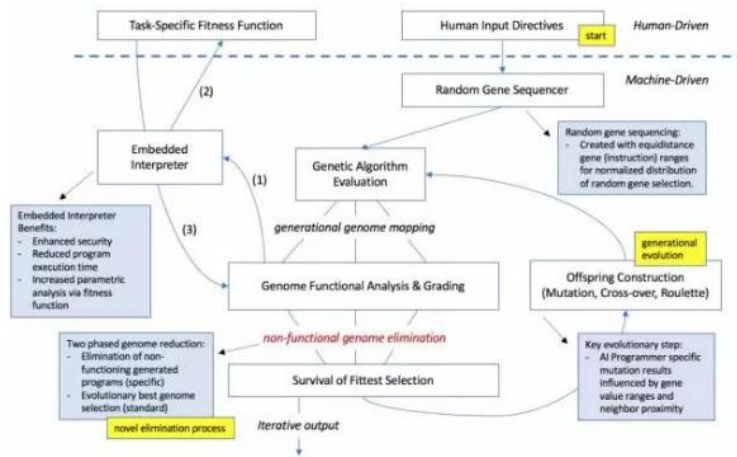 Task-Specific Fitness Function
Human Input Directives
Human-Driven
start
Machine-Driven
(2)
Random Gene Sequencer
Embedded
Interpreter
Random gene sequencing:
- Created with equidistance
gene (instruction) ranges
for normalized distribution
of random gene selection.
Genetic Algorithm
Evaluation
(1)
(3)
generational genome mapping
Embedded Interpreter
Benefits:
- Enhanced security
- Reduced program
execution time
- Increased parametric
analysis via fitness
function
generational
evolution
Genome Functional Analysis & Grading
Offspring Construction
(Mutation, Cross-over, Roulette)
non-functional genome elimination
Two phased genome reduction:
- Elimination of non-
functioning generated
programs (specific)
- Evolutionary best genome
selection (standard)
Key evolutionary step:
- AI Programmer specific
mutation results
influenced by gene
value ranges and
neighbor proximity
Survival of Fittest Selection
novel elimination process
Iterative output